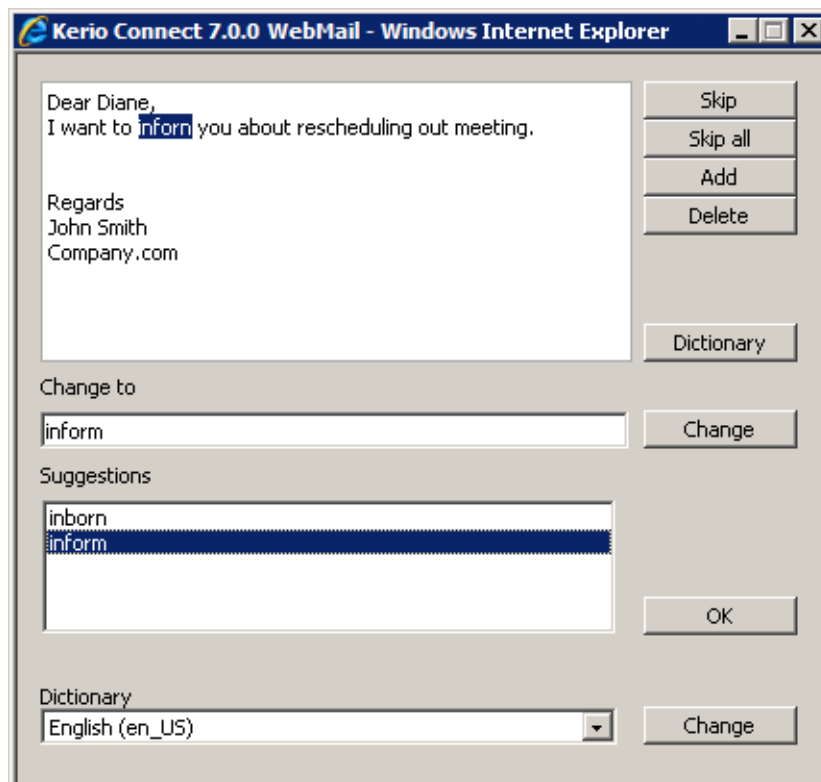 Kerio Connect 7.0.0 WebMail - Windows Internet Explorer
Dear Diane,
I want to inforn you about rescheduling out meeting.
Regards
John Smith
Company.com
Skip
Skip all
Add
Delete
Dictionary
Change to
inform
Change
Suggestions
inborn
inform
OK
Dictionary
English (en_US)
Change